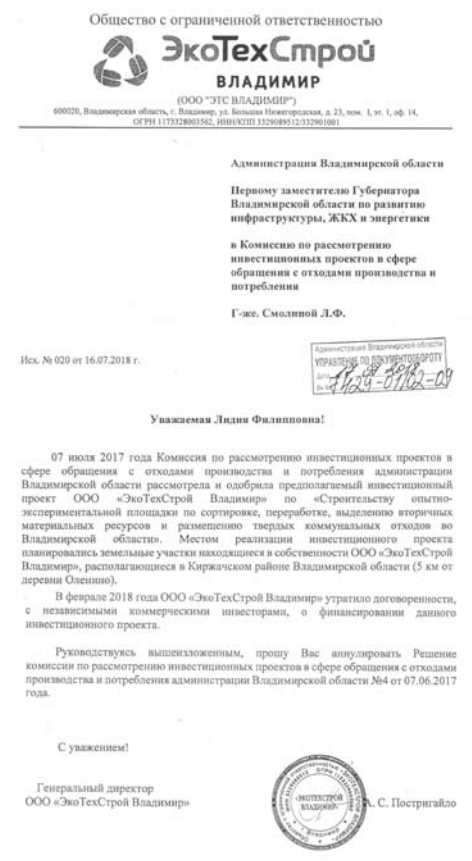 Общество с ограниченной ответственностью
ЭкоТехСтрой
ВЛАДИМИР
(ООО "ЭТС ВЛАДИМИР")
600020, Владимирская область, г. Владимир, ул. Большая Нижегородская, д. 23, пом. 1, эт. 1, оф. 14,
ОГРН 1173328003562, ИНН/КПП 3329089512/332901001
Администрация Владимирской области
Первому заместителю Губернатора
Владимирской области по развитию
инфраструктуры, ЖКХ и энергетики
в Комиссию по рассмотрению
инвестиционных проектов в сфере
обращения с отходами производства и
потребления
Г-же. Смолиной Л.Ф.
Исх. № 020 от 16.07.2018 г.
Администрация Владимирской области
УПРАВЛЕНИЕ ПО ДОКУМЕНТООБОРОТУ
7429-01/02-09
Уважаемая Лидия Филипповна!
07 июля 2017 года Комиссия по рассмотрению инвестиционных проектов в
сфере обращения с отходами производства и потребления администрации
Владимирской области рассмотрела и одобрила предполагаемый инвестиционный
проект ООО «ЭкоТехСтрой Владимир» по «Строительству опытно-
экспериментальной площадки по сортировке, переработке, выделению вторичных
материальных ресурсов и размещению твердых коммунальных отходов во
Владимирской области». Местом реализации инвестиционного проекта
планировались земельные участки находящиеся в собственности ООО «ЭкоТехСтрой
Владимир», располагающиеся в Киржачском районе Владимирской области (5 км от
деревни Оленино).
В феврале 2018 года ООО «ЭкоТехСтрой Владимир» утратило договоренности,
с независимыми коммерческими инвесторами, о финансировании данного
инвестиционного проекта.
Руководствуясь вышеизложенным, прошу Вас аннулировать Решение
комиссии по рассмотрению инвестиционных проектов в сфере обращения с отходами
производства и потребления администрации Владимирской области №4 от 07.06.2017
года.
С уважением!
Генеральный директор
ООО «ЭкоТехСтрой Владимир»
«ЭКОТЕХСТРОЙ
ВЛАДИМИР»
А. С. Постригайло